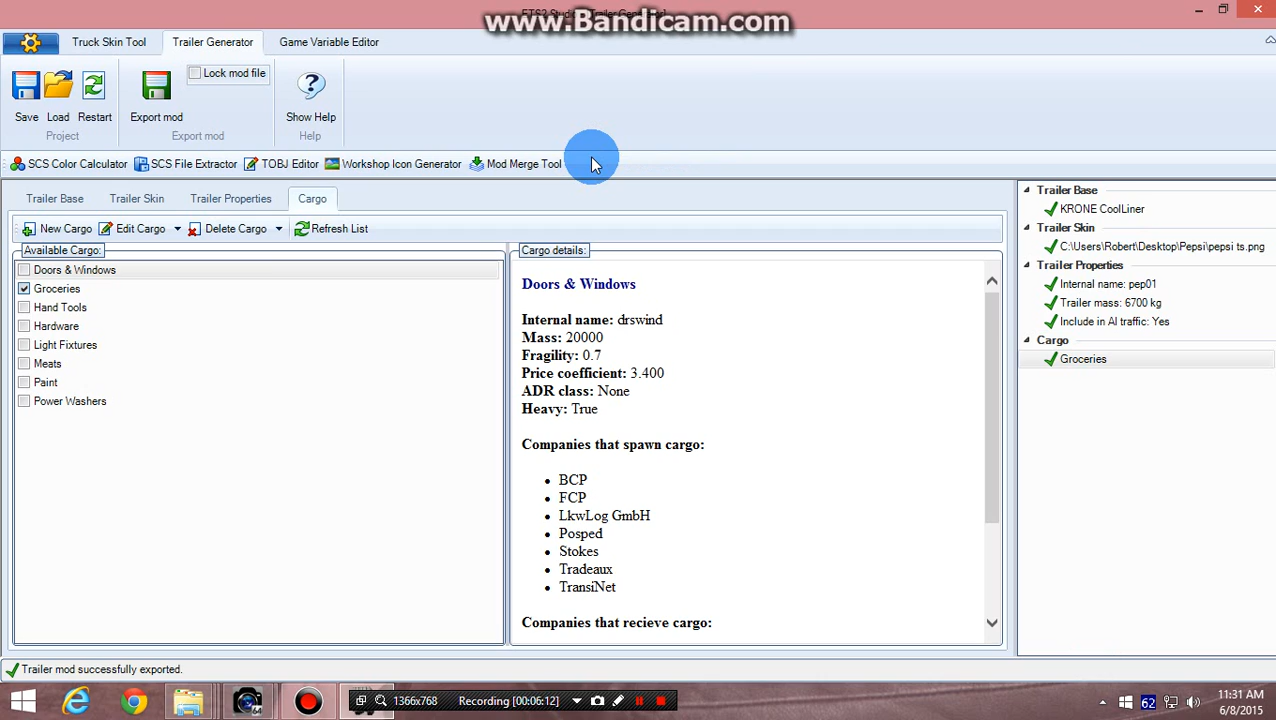 www.Bandicam.com
Truck Skin Tool
Trailer Generator
Game Variable Editor
Save
Load
Restart
Project
Export mod
Lock mod file
Export mod
Show Help
Help
SCS Color Calculator
SCS File Extractor
TOBJ Editor
Workshop Icon Generator
Mod Merge Tool
Trailer Base
Trailer Skin
Trailer Properties
Cargo
New Cargo
Edit Cargo
Delete Cargo
Refresh List
Available Cargo:
Doors & Windows
Groceries
Hand Tools
Hardware
Light Fixtures
Meats
Paint
Power Washers
Cargo details:
Doors & Windows
Internal name: drswind
Mass: 20000
Fragility: 0.7
Price coefficient: 3.400
ADR class: None
Heavy: True
Companies that spawn cargo:
• BCP
• FCP
• LkwLog GmbH
• Posped
• Stokes
• Tradeaux
• TransiNet
Companies that recieve cargo:
Trailer Base
KRONE CoolLiner
Trailer Skin
C:\Users\Robert\Desktop\Pepsi\pepsi ts.png
Trailer Properties
Internal name: pep01
Trailer mass: 6700 kg
Include in AI traffic: Yes
Cargo
Groceries
Trailer mod successfully exported.
64
1366x768
Recording [00:06:12]
62
11:31 AM
6/8/2015